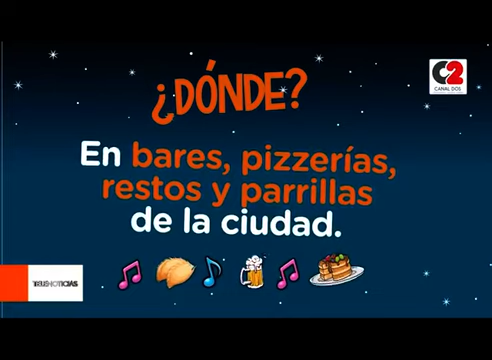 ¿DÓNDE?
C2
CANAL DOS
En bares, pizzerías,
restos y parrillas
de la ciudad.
TELENOTICIAS